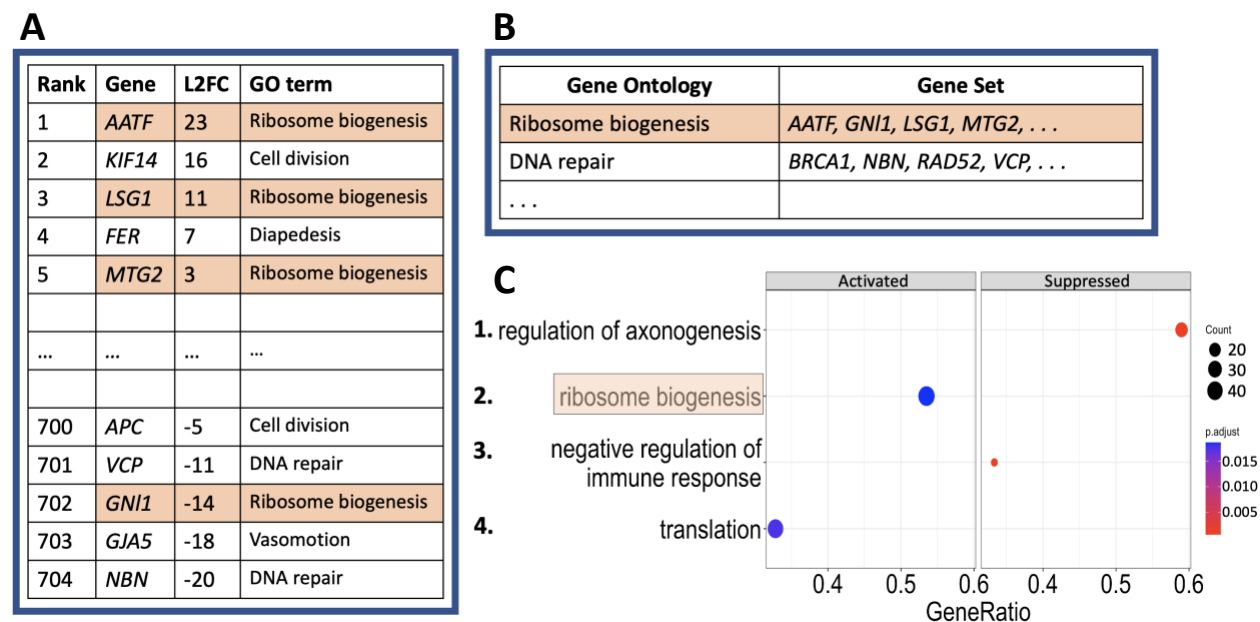 A
Rank Gene L2FC GO term
1 AATF 23 Ribosome biogenesis
2 KIF14 16 Cell division
3 LSG1 11 Ribosome biogenesis
4 FER 7 Diapedesis
5 MTG2 3 Ribosome biogenesis
... ... ... ...
700 APC -5 Cell division
701 VCP -11 DNA repair
702 GNl1 -14 Ribosome biogenesis
703 GJA5 -18 Vasomotion
704 NBN -20 DNA repair
B
Gene Ontology Gene Set
Ribosome biogenesis AATF, GNl1, LSG1, MTG2, . . .
DNA repair BRCA1, NBN, RAD52, VCP, . . .
. . .
C
Activated Suppressed
1. regulation of axonogenesis
2. ribosome biogenesis
3. negative regulation of
immune response
4. translation
0.4 0.5 0.6 0.4 0.5 0.6
GeneRatio
Count
20
30
40
p.adjust
0.015
0.010
0.005